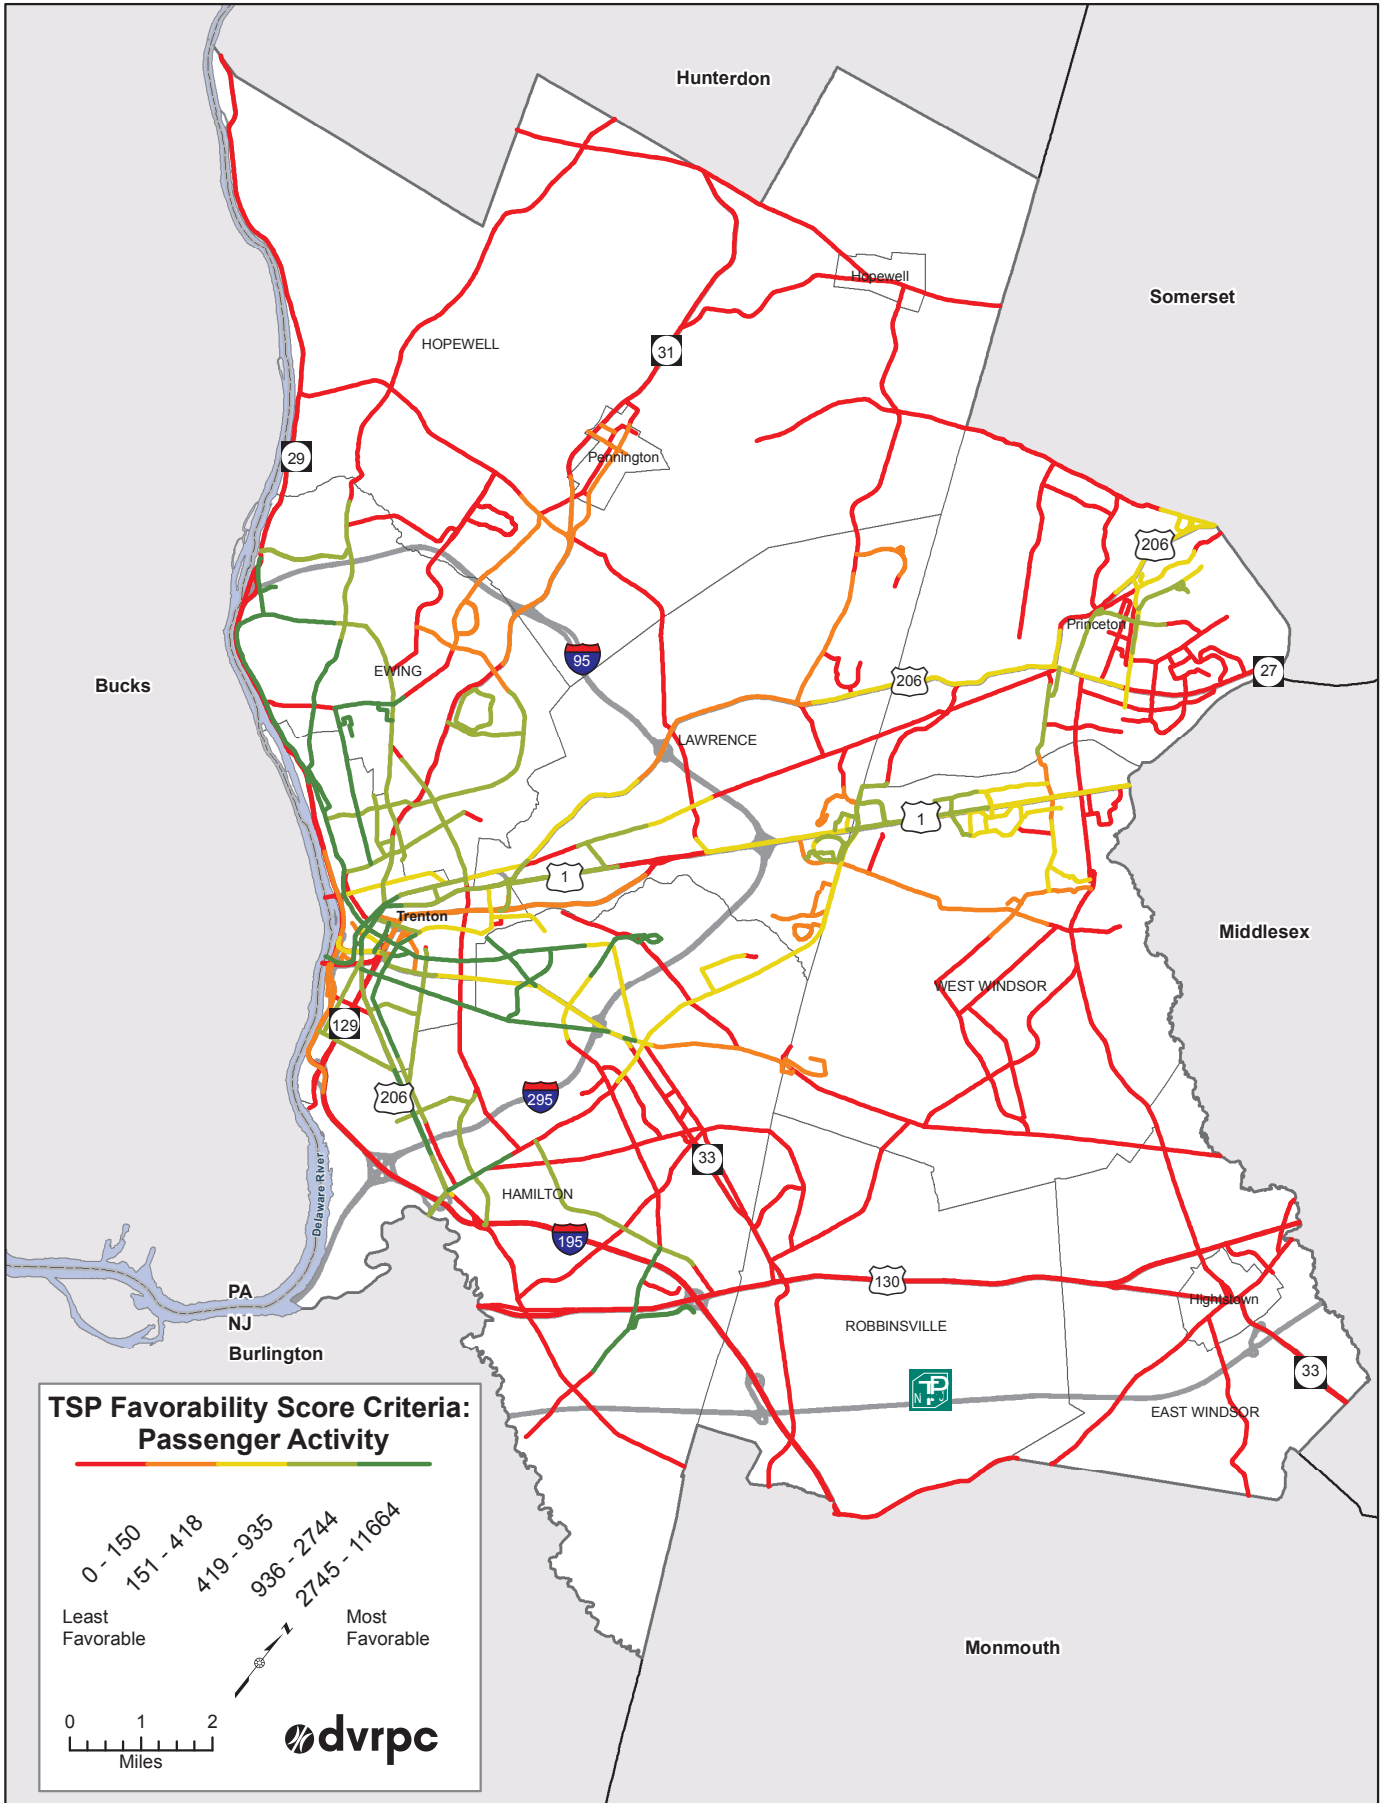 Hunterdon
Hopewell
Somerset
HOPEWELL
31
29
Pennington
206
Princeton
95
EWING
Bucks
206
27
LAWRENCE
1
1
Trenton
Middlesex
WEST WINDSOR
129
206
295
33
Delaware River
HAMILTON
195
130
PA
NJ
Hightstown
ROBBINSVILLE
Burlington
33
TP
N J
EAST WINDSOR
TSP Favorability Score Criteria:
Passenger Activity
0 - 150
151 - 418
419 - 935
936 - 2744
2745 - 11664
Least
Favorable
Most
Favorable
z
Monmouth
0 1 2
Miles
dvrpc